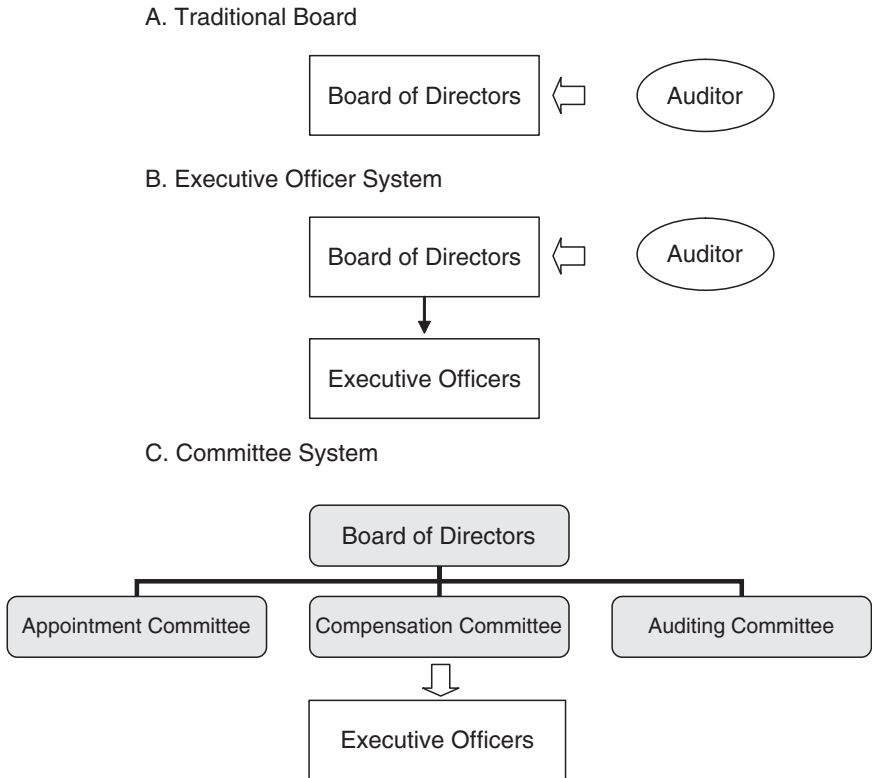 A. Traditional Board
Board of Directors
Auditor
B. Executive Officer System
Board of Directors
Auditor
Executive Officers
C. Committee System
Board of Directors
Appointment Committee
Compensation Committee
Auditing Committee
Executive Officers